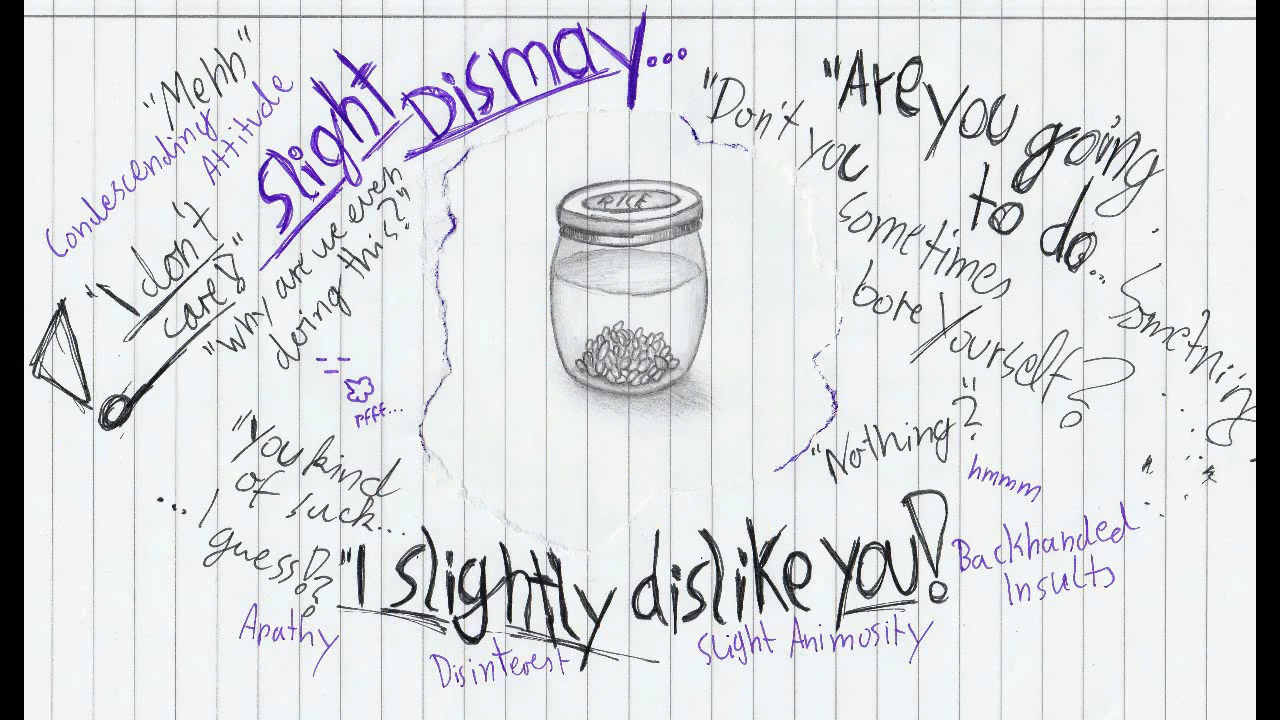 "Mehh"
Condescending
Attitude
Slight Dismay...
"I don't
care!"
"Why are we even
doing this?"
pfft...
"You kind
of suck...
...I
guess!?
Apathy
RICE
"Don't
you
sometimes
bore Yourself?"
"Are you going
to do...
Something
"Nothing?
hmmm
"I slightly dislike you!
Disinterest
Slight Animosity
Backhanded
Insults